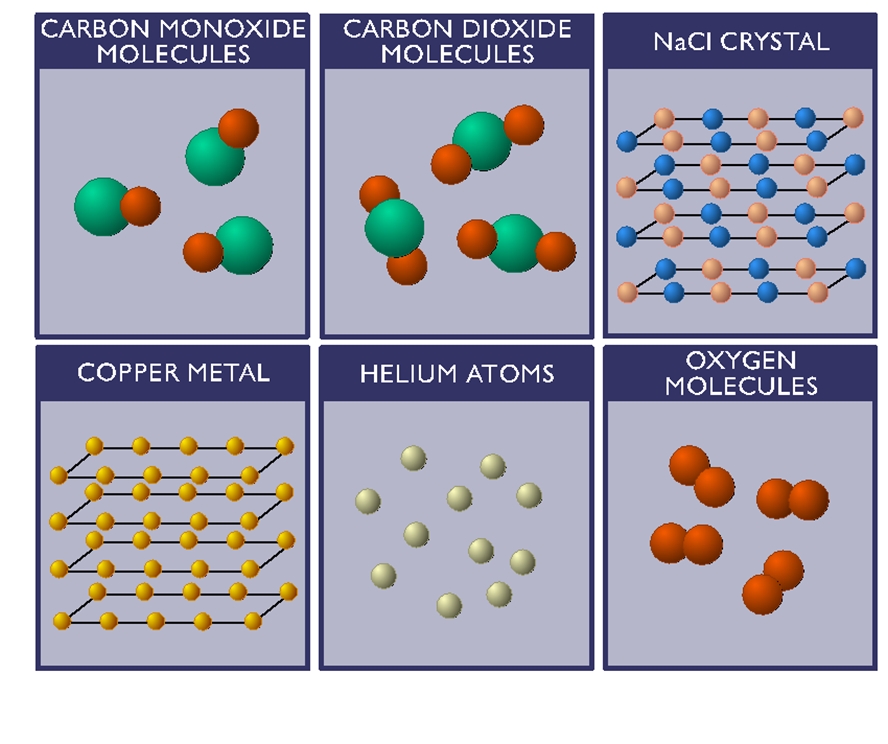 CARBON MONOXIDE
MOLECULES
CARBON DIOXIDE
MOLECULES
NaCl CRYSTAL
COPPER METAL
HELIUM ATOMS
OXYGEN
MOLECULES